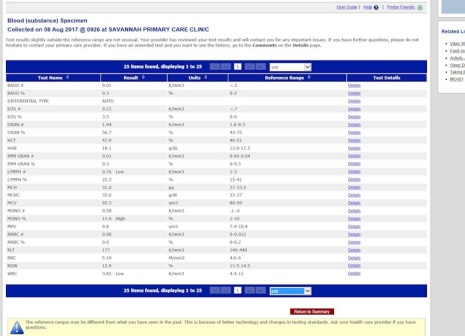 User Guide | Help Printer Friendly
Blood (substance) Specimen
Collected on 08 Aug 2017 @ 0926 at SAVANNAH PRIMARY CARE CLINIC
Test results slightly outside the reference range are not unusual. Your provider has reviewed your test results and will contact you for any important issues. If you have further questions, please do not
hesitate to contact your primary care provider. If you have an amended test and you want to see the history, go to the Comments on the Details page.
25 items found, displaying 1 to 25 1 100
Test Name Result Units Reference Range Test Details
BASO # 0.01 K/mm3 <.2 Details
BASO % 0.3 % 0-2 Details
DIFFERENTIAL TYPE AUTO Details
EOS # 0.12 K/mm3 <.7 Details
EOS % 3.5 % 0-6 Details
GRAN # 1.94 K/mm3 1.8-8.3 Details
GRAN % 56.7 % 43-75 Details
HCT 47.9 % 40-51 Details
HGB 16.1 g/dL 13.9-17.2 Details
IMM GRAN # 0.01 K/mm3 0.00-0.04 Details
IMM GRAN % 0.3 % 0-0.5 Details
LYMPH # 0.76 Low K/mm3 1-3 Details
LYMPH % 22.2 % 15-41 Details
MCH 31.0 pg 27-33.5 Details
MCHC 33.6 g/dl 33-37 Details
MCV 92.3 um3 80-99 Details
MONO # 0.58 K/mm3 .1-.6 Details
MONO % 17.0 High % 1-10 Details
MPV 9.6 um3 7.4-10.4 Details
NRBC # 0.00 K/mm3 0-0.012 Details
NRBC % 0.0 % 0-0.2 Details
PLT 177 K/mm3 140-440 Details
RBC 5.19 M/mm3 4.6-6 Details
RDW 12.9 % 11.5-14.5 Details
WBC 3.42 Low K/mm3 4.4-11 Details
25 items found, displaying 1 to 25 1 100
Return to Summary
The reference ranges may be different from what you have seen in the past. This is because of better technology and changes in testing standards. Ask your health care provider if you have
questions.
Related Li
Vitals
Food
Activity
Sleep
Taking
MOVE!